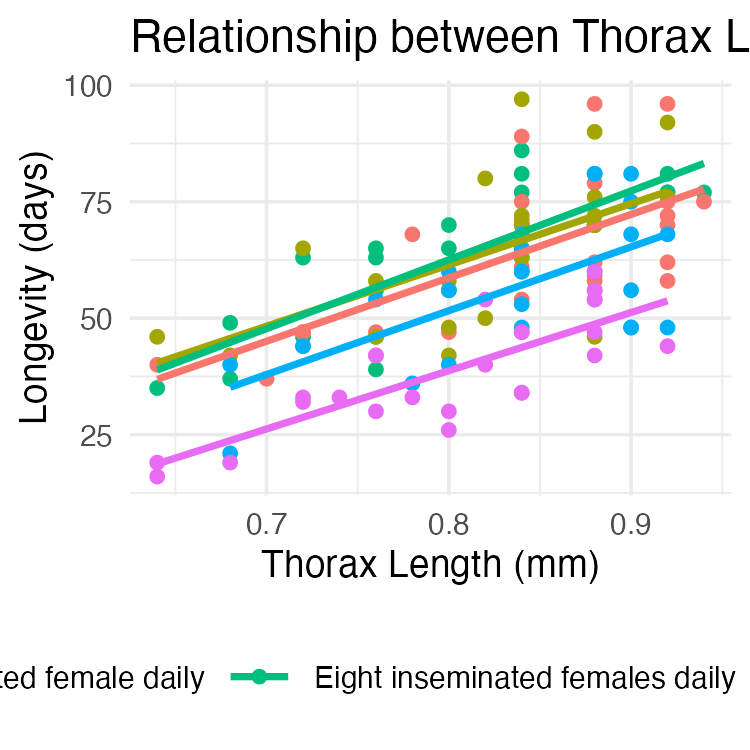 Relationship between Thorax L
100
75
50
25
Longevity (days)
0.7 0.8 0.9
Thorax Length (mm)
ted female daily Eight inseminated females daily